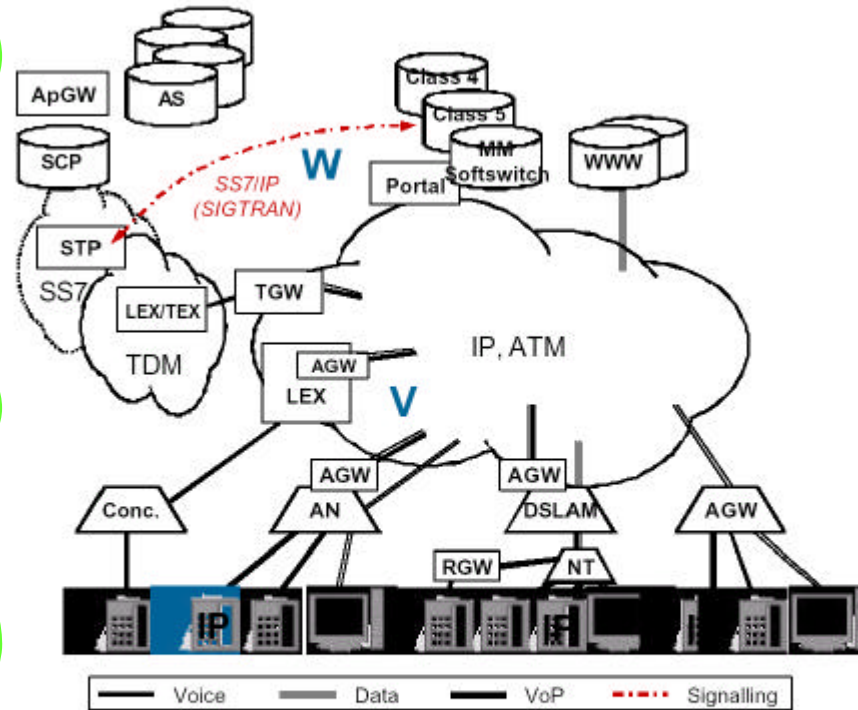 Class 4
ApGW
AS
Class 5
SCP
MM
Softswitch
WWW
W
Portal
SS7/IP
(SIGTRAN)
STP
SS7
TGW
LEX/TEX
TDM
IP, ATM
AGW
LEX
V
AGW
AGW
Conc.
AN
DSLAM
AGW
RGW
NT
IP
IP
Voice
Data
VoP
Signalling